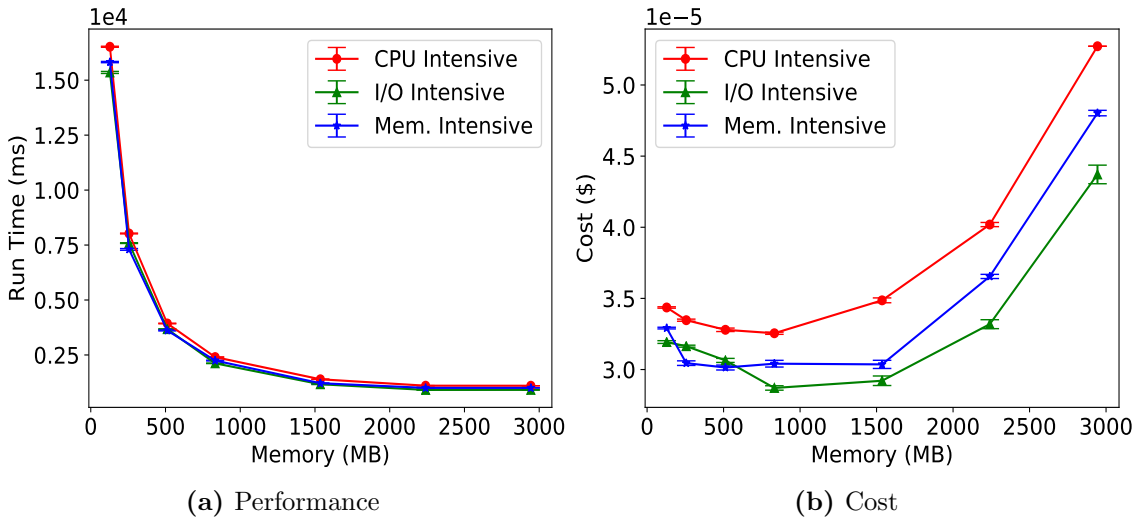 1e4
1.50
1.25
1.00
0.75
0.50
0.25
Run Time (ms)
CPU Intensive
I/O Intensive
Mem. Intensive
0 500 1000 1500 2000 2500 3000
Memory (MB)
(a) Performance
1e−5
5.0
4.5
4.0
3.5
3.0
Cost ($)
CPU Intensive
I/O Intensive
Mem. Intensive
0 500 1000 1500 2000 2500 3000
Memory (MB)
(b) Cost